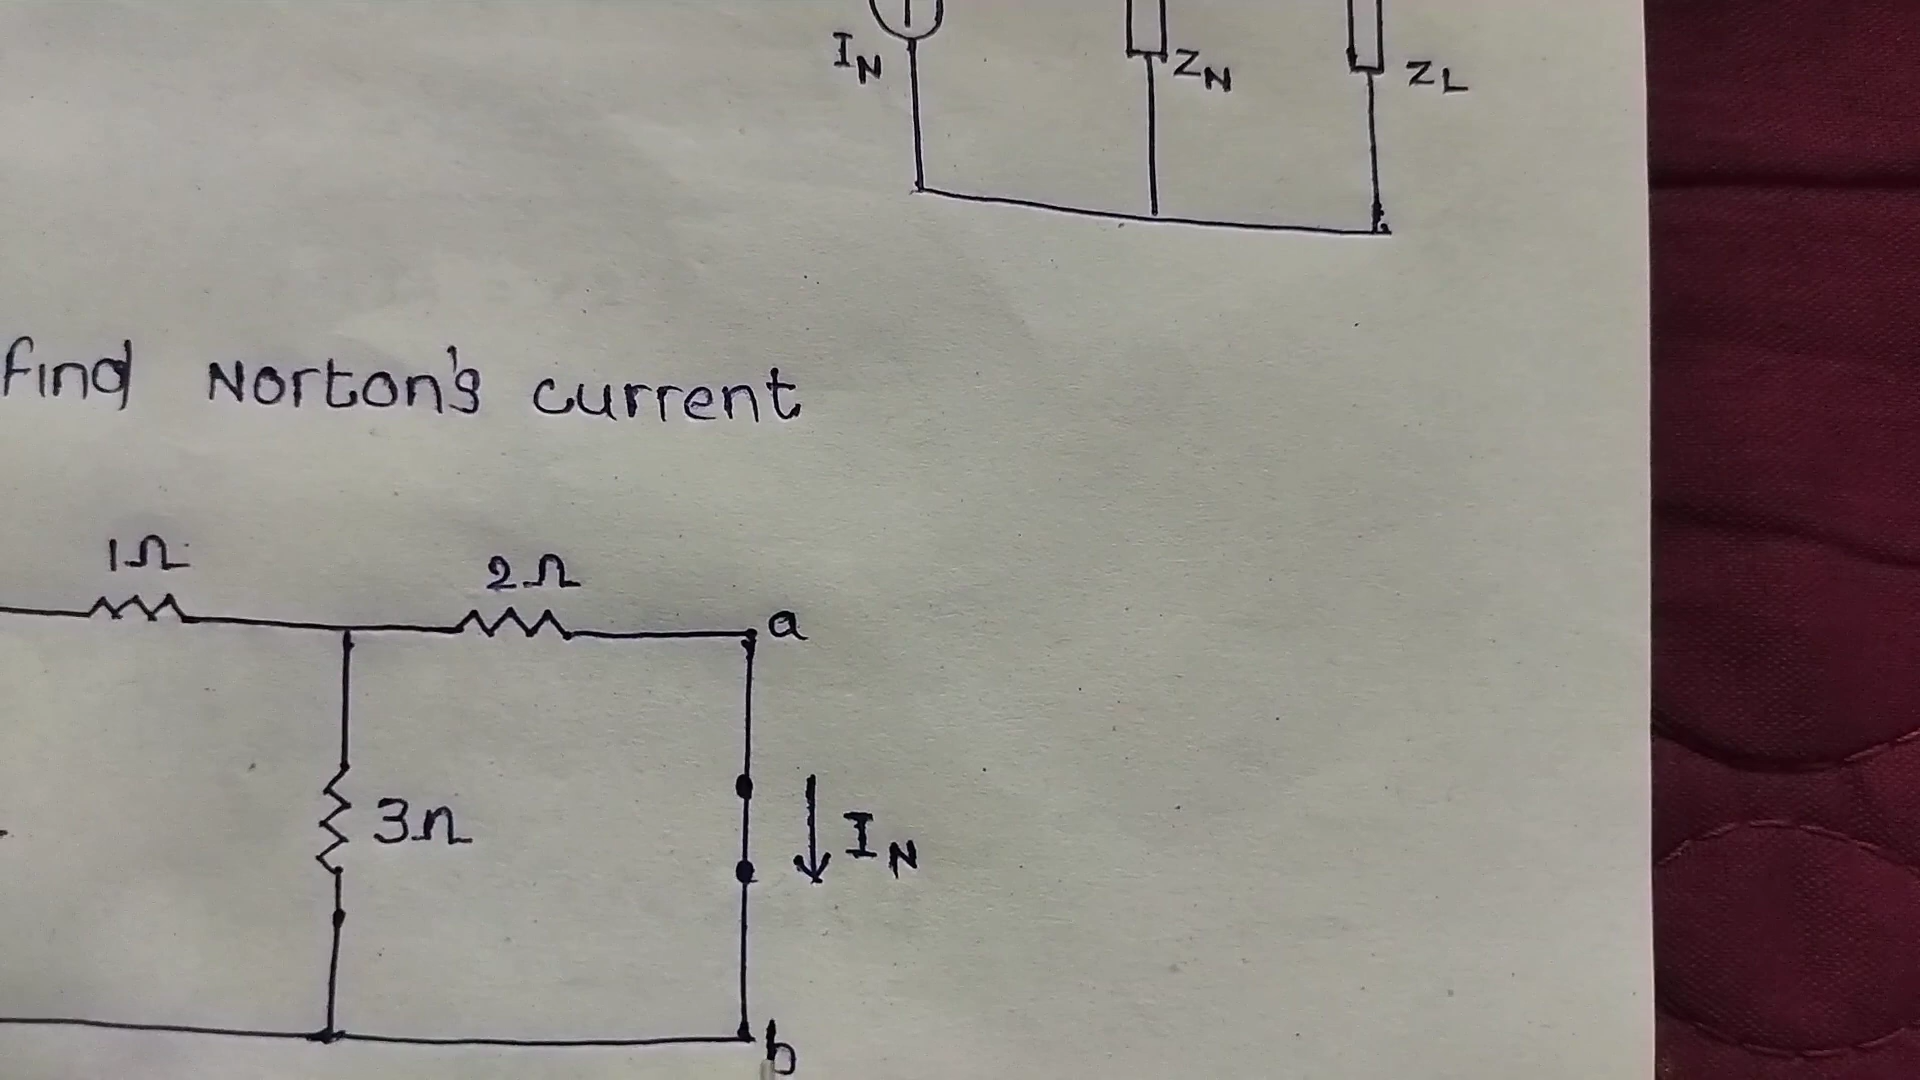 IN
ZN
ZL
find Norton's current
1Ω
2Ω
a
3Ω
IN
b